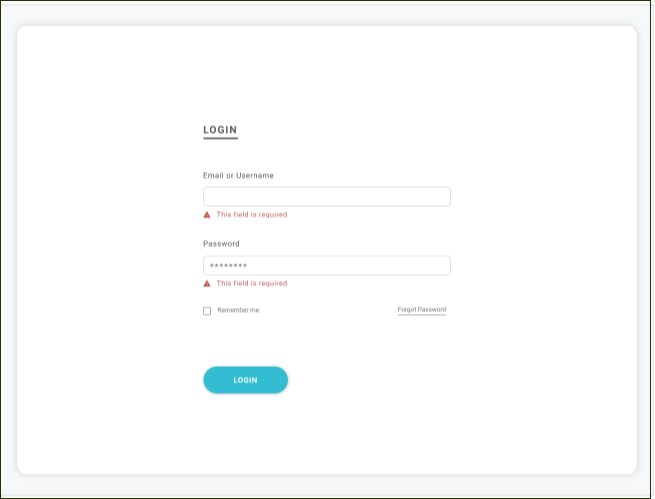 LOGIN
Email or Username
This field is required
Password
********
This field is required
Remember me Forgot Password
LOGIN